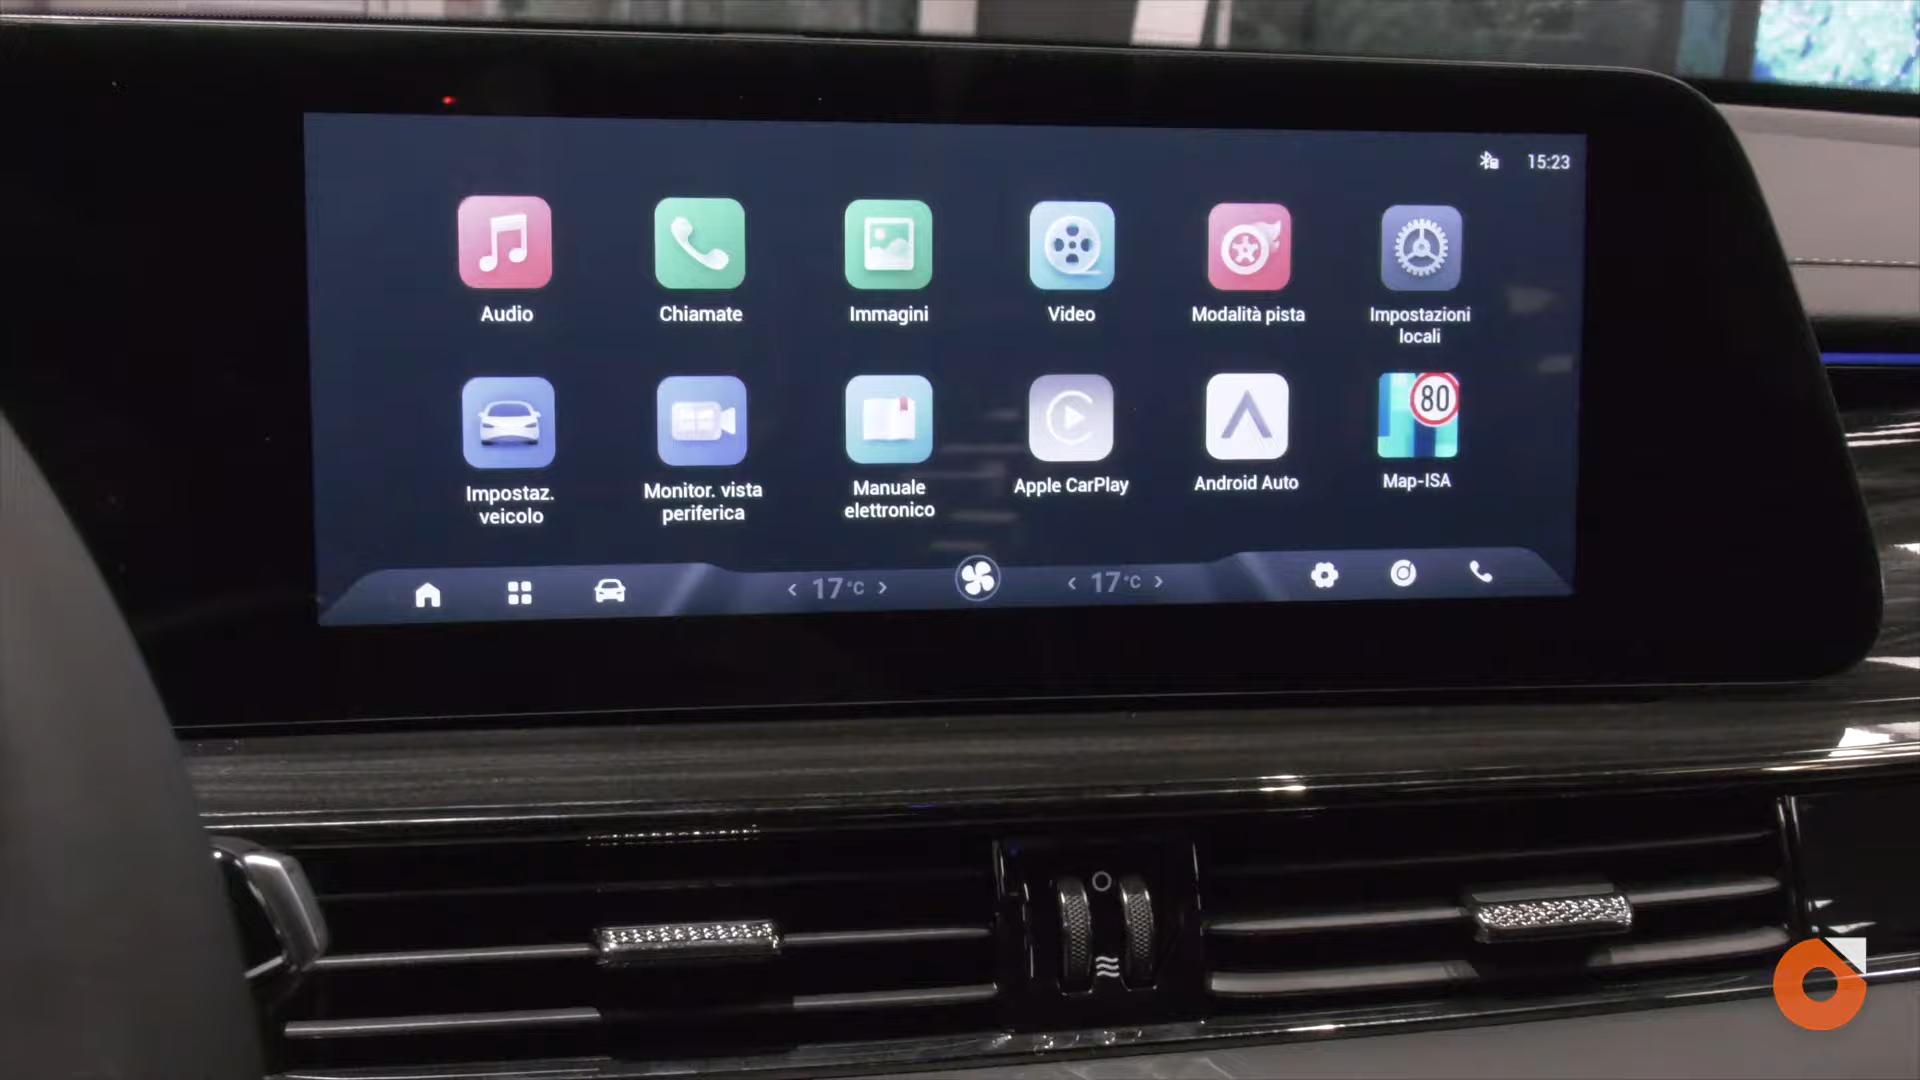 15:23
Audio
Chiamate
Immagini
Video
Modalità pista
Impostazioni
locali
80
Impostaz.
veicolo
Monitor. vista
periferica
Manuale
elettronico
Apple CarPlay
Android Auto
Map-ISA
17°C
17°C